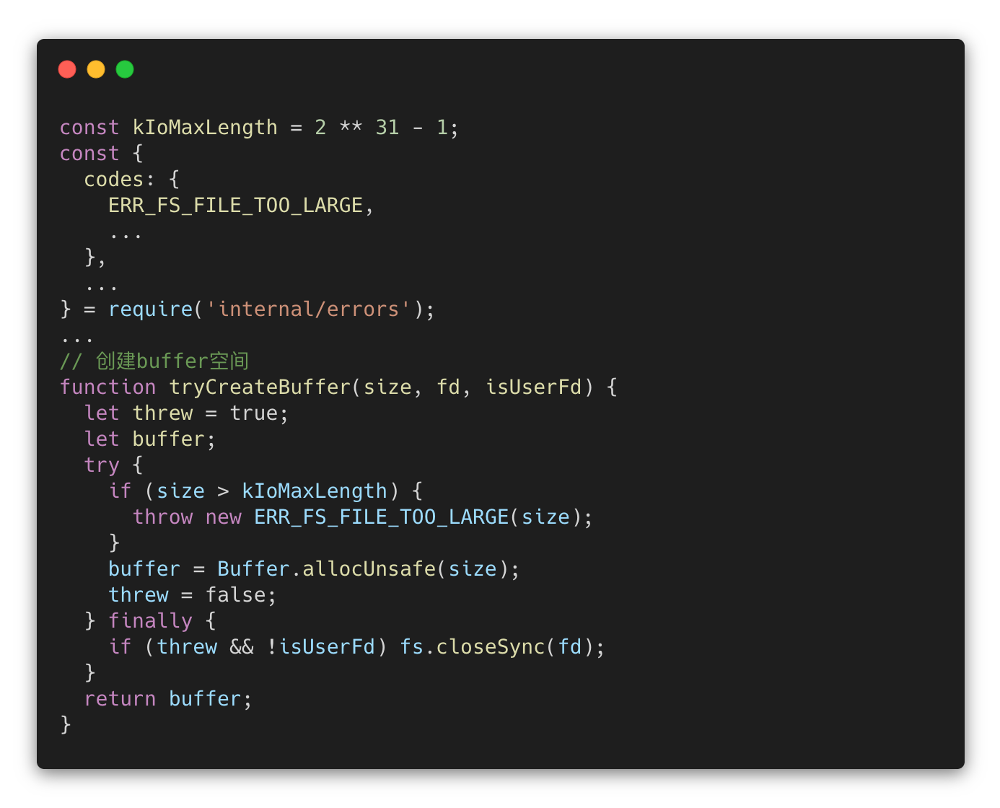 const kIoMaxLength = 2 ** 31 - 1;
const {
  codes: {
    ERR_FS_FILE_TOO_LARGE,
    ...
  },
  ...
} = require('internal/errors');
...
// 创建buffer空间
function tryCreateBuffer(size, fd, isUserFd) {
  let threw = true;
  let buffer;
  try {
    if (size > kIoMaxLength) {
      throw new ERR_FS_FILE_TOO_LARGE(size);
    }
    buffer = Buffer.allocUnsafe(size);
    threw = false;
  } finally {
    if (threw && !isUserFd) fs.closeSync(fd);
  }
  return buffer;
}